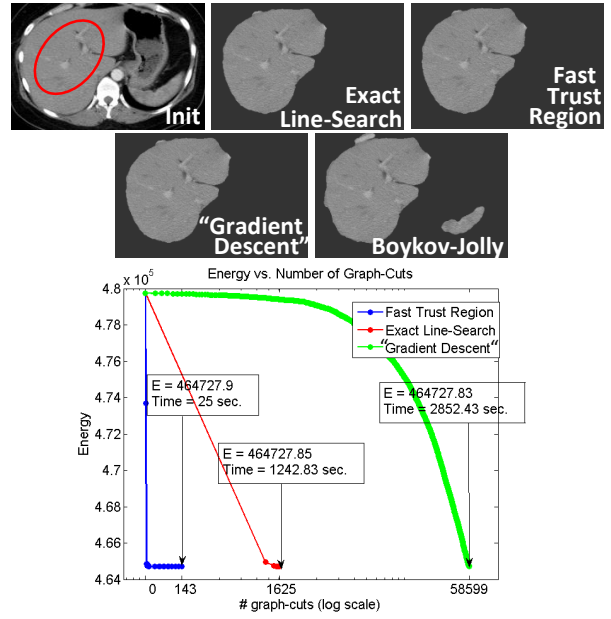 Init
Exact
Line-Search
Fast
Trust
Region
“Gradient
Descent”
Boykov-Jolly
Energy vs. Number of Graph-Cuts
x 10^5
4.8
4.78
4.76
4.74
4.72
4.7
4.68
4.66
4.64
Energy
Fast Trust Region
Exact Line-Search
“Gradient Descent“
E = 464727.9
Time = 25 sec.
E = 464727.85
Time = 1242.83 sec.
E = 464727.83
Time = 2852.43 sec.
0 143 1625 58599
# graph-cuts (log scale)